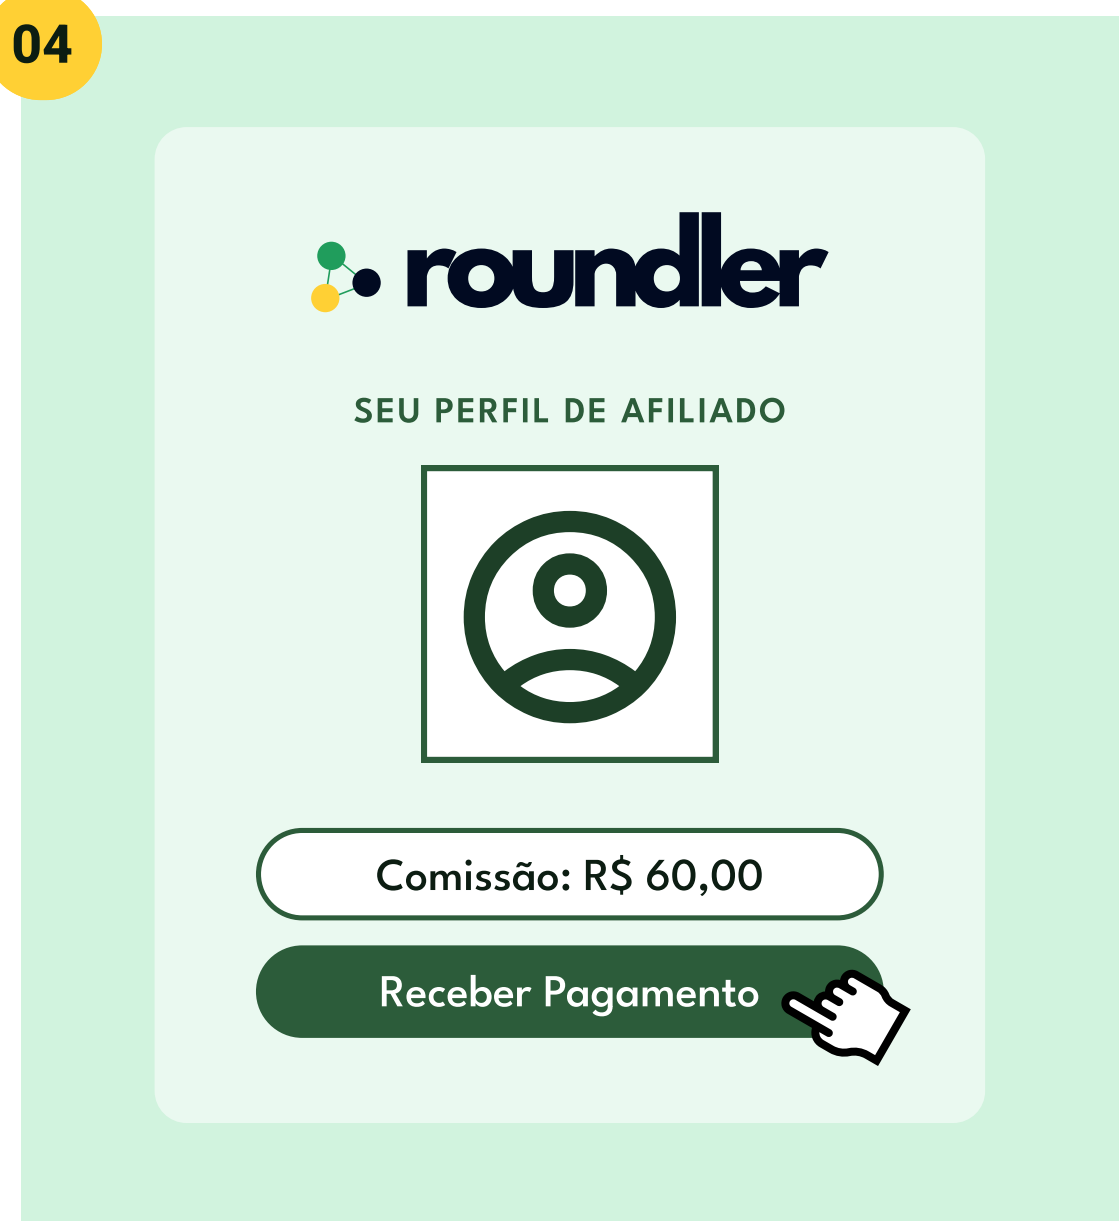 04
roundler
SEU PERFIL DE AFILIADO
Comissão: R$ 60,00
Receber Pagamento